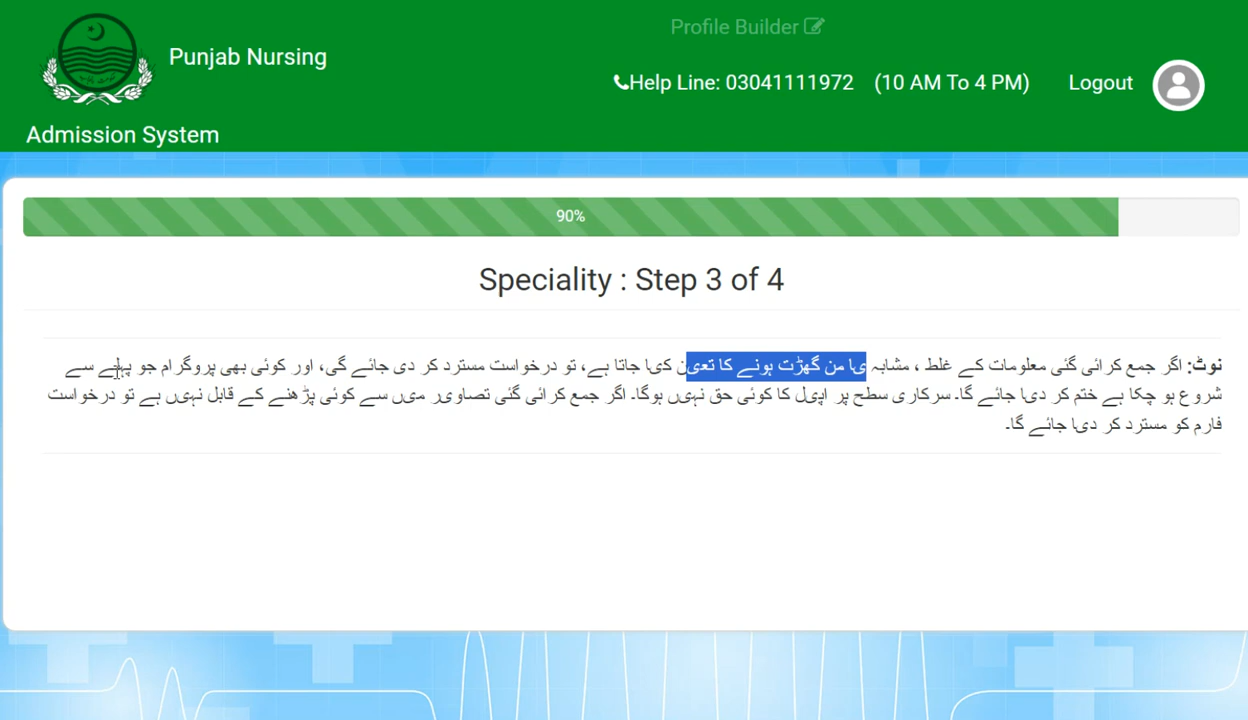 Profile Builder
Punjab Nursing
Help Line: 03041111972 (10 AM To 4 PM) Logout
Admission System
90%
Speciality : Step 3 of 4
نوٹ: اگر جمع کرائی گئی معلومات کے غلط ، مشابہ یا من گھڑت ہونے کا تعین کیا جاتا ہے، تو درخواست مسترد کر دی جائے گی، اور کوئی بھی پروگرام جو پہلے سے
شروع ہو چکا ہے ختم کر دیا جائے گا۔ سرکاری سطح پر اپیل کا کوئی حق نہیں ہوگا۔ اگر جمع کرائی گئی تصاویر میں سے کوئی پڑھنے کے قابل نہیں ہے تو درخواست
فارم کو مسترد کر دیا جائے گا۔